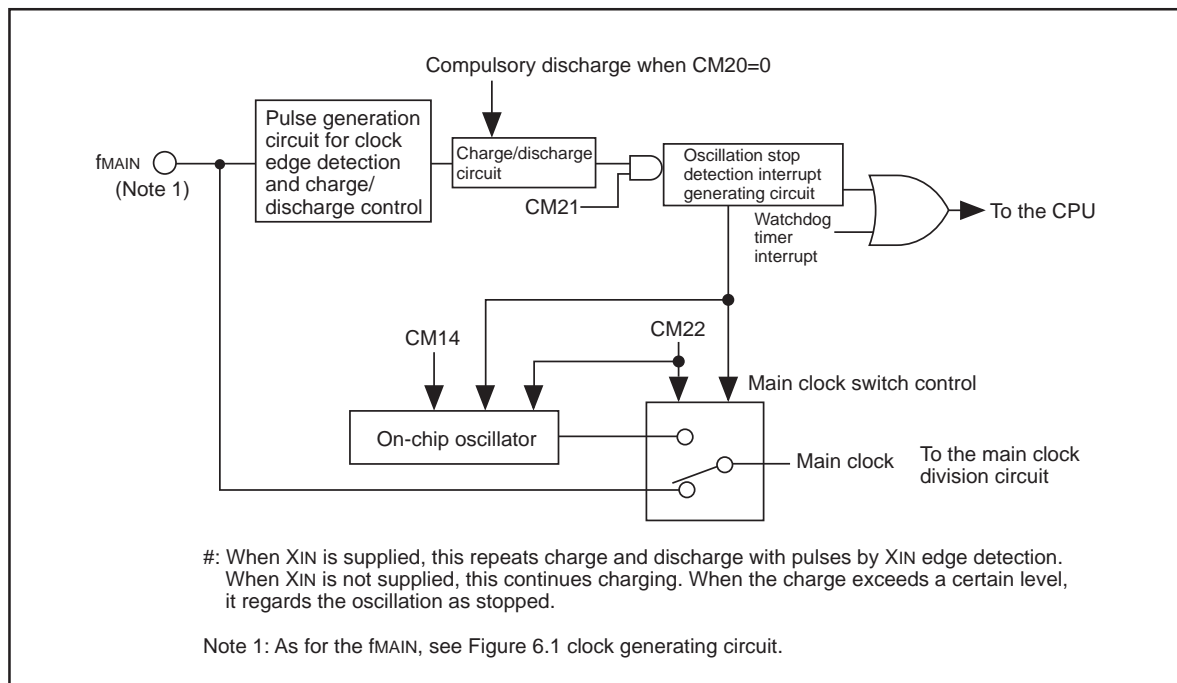 Compulsory discharge when CM20=0
Pulse generation
circuit for clock
edge detection
and charge/
discharge control
fMAIN
(Note 1)
Charge/discharge
circuit
CM21
Oscillation stop
detection interrupt
generating circuit
Watchdog
timer
interrupt
To the CPU
CM14
CM22
Main clock switch control
On-chip oscillator
Main clock
To the main clock
division circuit
#: When XIN is supplied, this repeats charge and discharge with pulses by XIN edge detection.
When XIN is not supplied, this continues charging. When the charge exceeds a certain level,
it regards the oscillation as stopped.
Note 1: As for the fMAIN, see Figure 6.1 clock generating circuit.